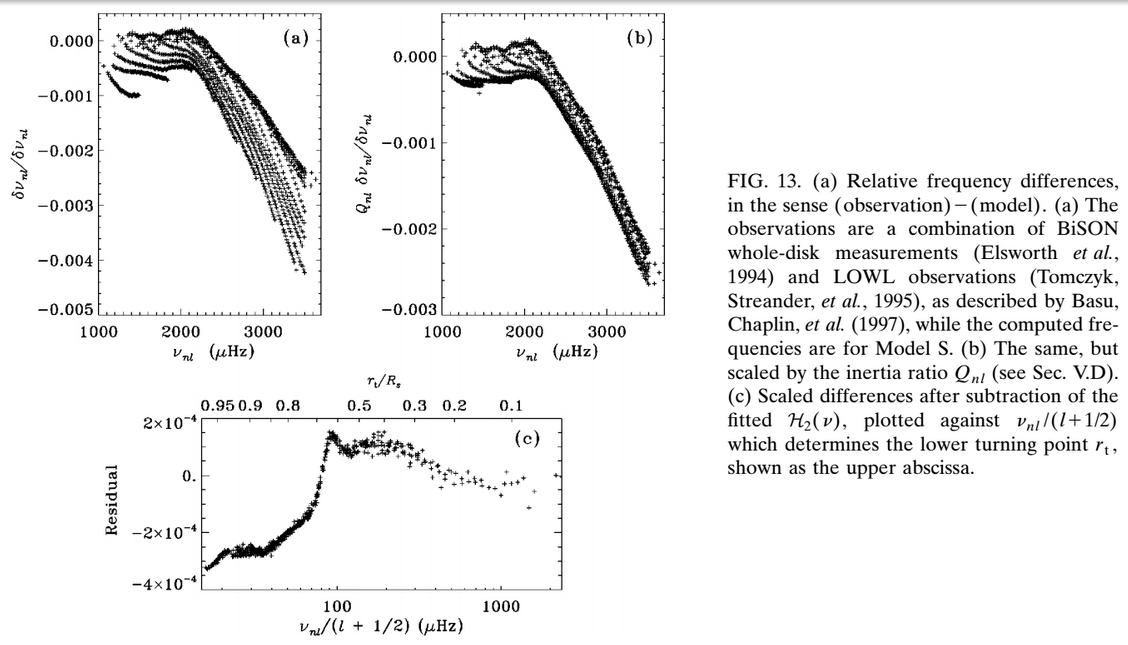 (a)
0.000
−0.001
−0.002
−0.003
−0.004
−0.005
δν_nl/δν_nl
1000 2000 3000
ν_nl (μHz)
(b)
0.000
−0.001
−0.002
−0.003
Q_nl δν_nl/δν_nl
1000 2000 3000
ν_nl (μHz)
r_t/R_s
0.95 0.9 0.8 0.5 0.3 0.2 0.1
(c)
2×10⁻⁴
0.
−2×10⁻⁴
−4×10⁻⁴
Residual
100 1000
ν_nl/(l + 1/2) (μHz)
FIG. 13. (a) Relative frequency differences,
in the sense (observation)−(model). (a) The
observations are a combination of BiSON
whole-disk measurements (Elsworth et al.,
1994) and LOWL observations (Tomczyk,
Streander, et al., 1995), as described by Basu,
Chaplin, et al. (1997), while the computed fre-
quencies are for Model S. (b) The same, but
scaled by the inertia ratio Q_nl (see Sec. V.D).
(c) Scaled differences after subtraction of the
fitted ℋ₂(ν), plotted against ν_nl/(l+1/2)
which determines the lower turning point r_t,
shown as the upper abscissa.